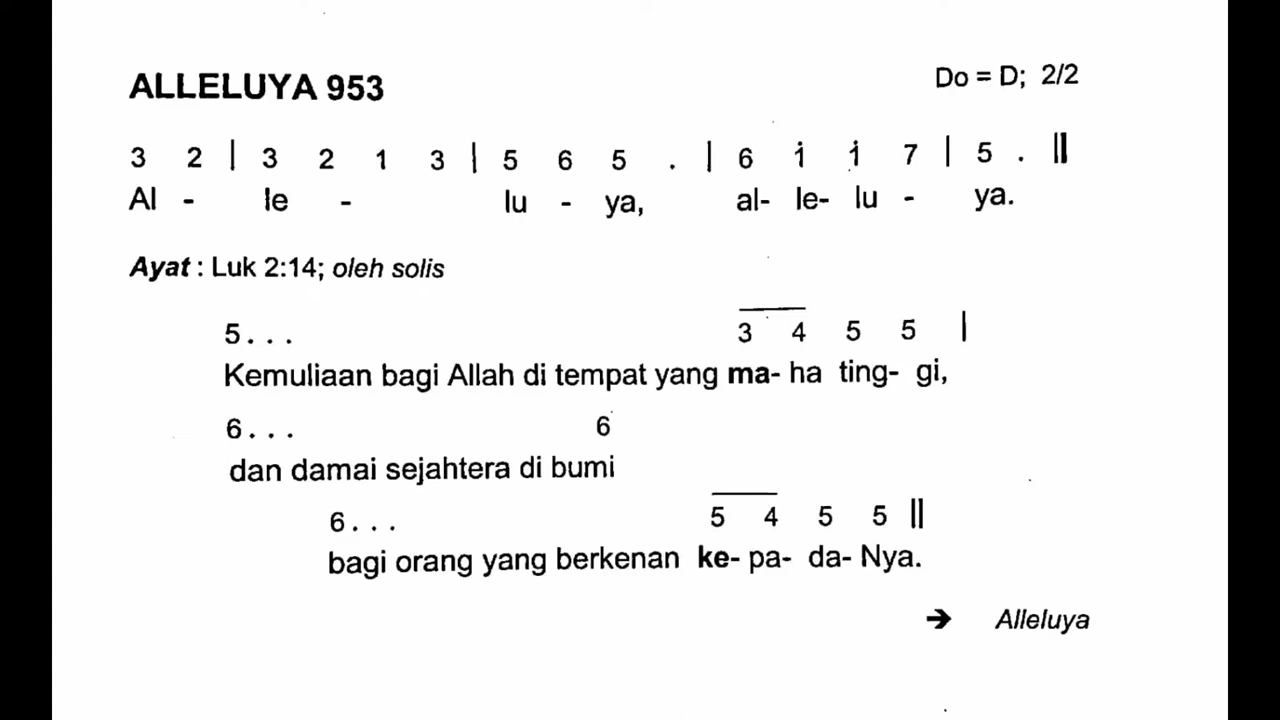 ALLELUYA 953 Do = D; 2/2
3 2 | 3 2 1 3 | 5 6 5 . | 6 1̇ 1̇ 7 | 5 . ||
Al - le - lu - ya, al- le- lu - ya.
Ayat : Luk 2:14; oleh solis
5 . . . 3 4 5 5 |
Kemuliaan bagi Allah di tempat yang ma- ha ting- gi,
6 . . . 6
dan damai sejahtera di bumi
6 . . . 5 4 5 5 ||
bagi orang yang berkenan ke- pa- da- Nya.
➔ Alleluya